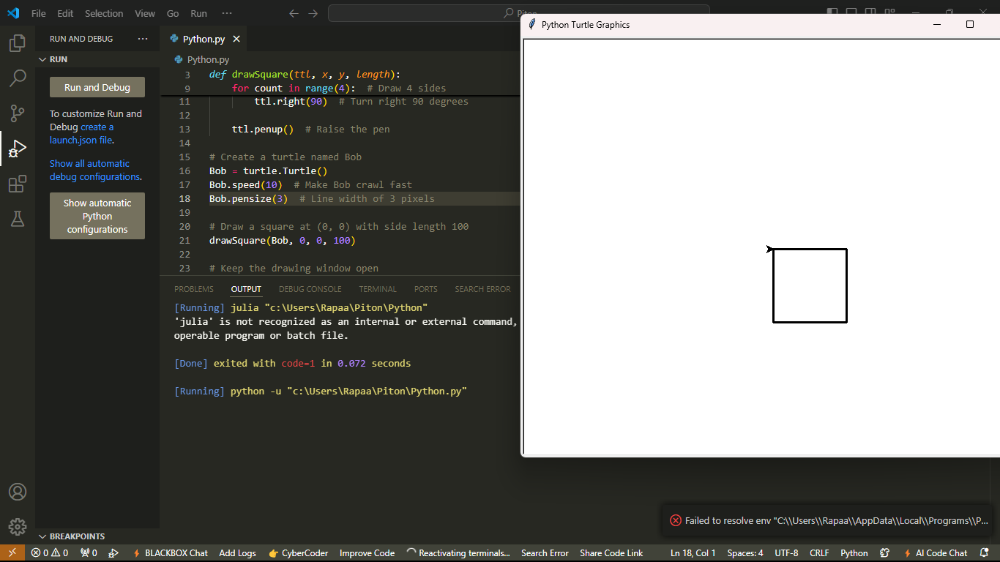 File Edit Selection View Go Run ···
Piton
RUN AND DEBUG ···
RUN
Run and Debug
To customize Run and
Debug create a
launch.json file.
Show all automatic
debug configurations.
Show automatic
Python
configurations
BREAKPOINTS
Python.py
Python.py
3 def drawSquare(ttl, x, y, length):
9 for count in range(4): # Draw 4 sides
11 ttl.right(90) # Turn right 90 degrees
12
13 ttl.penup() # Raise the pen
14
15 # Create a turtle named Bob
16 Bob = turtle.Turtle()
17 Bob.speed(10) # Make Bob crawl fast
18 Bob.pensize(3) # Line width of 3 pixels
19
20 # Draw a square at (0, 0) with side length 100
21 drawSquare(Bob, 0, 0, 100)
22
23 # Keep the drawing window open
PROBLEMS OUTPUT DEBUG CONSOLE TERMINAL PORTS SEARCH ERROR
[Running] julia "c:\Users\Rapaa\Piton\Python"
'julia' is not recognized as an internal or external command,
operable program or batch file.
[Done] exited with code=1 in 0.072 seconds
[Running] python -u "c:\Users\Rapaa\Piton\Python.py"
Python Turtle Graphics
Failed to resolve env "C:\\Users\\Rapaa\\AppData\\Local\\Programs\\P...
0 0 0 BLACKBOX Chat Add Logs CyberCoder Improve Code Reactivating terminals... Search Error Share Code Link Ln 18, Col 1 Spaces: 4 UTF-8 CRLF Python AI Code Chat